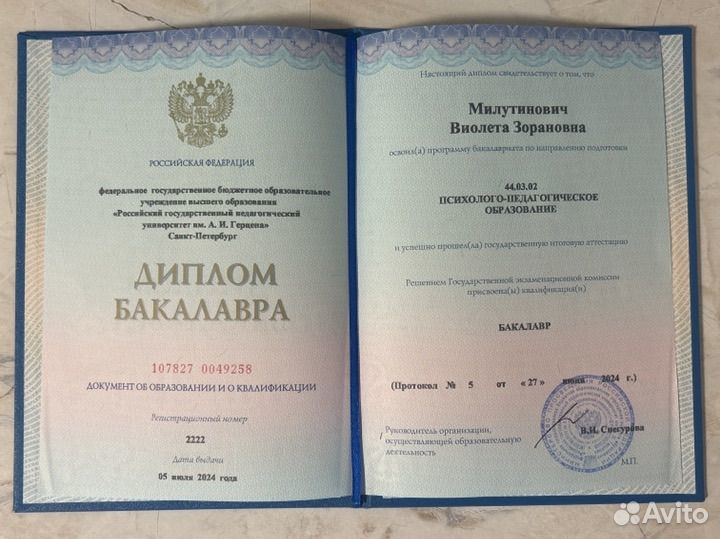 РОССИЙСКАЯ ФЕДЕРАЦИЯ
федеральное государственное бюджетное образовательное
учреждение высшего образования
«Российский государственный педагогический
университет им. А. И. Герцена»
Санкт-Петербург
ДИПЛОМ
БАКАЛАВРА
107827 0049258
ДОКУМЕНТ ОБ ОБРАЗОВАНИИ И О КВАЛИФИКАЦИИ
Регистрационный номер
2222
Дата выдачи
05 июля 2024 года
Настоящий диплом свидетельствует о том, что
Милутинович
Виолета Зорановна
освоил(а) программу бакалавриата по направлению подготовки
44.03.02
ПСИХОЛОГО-ПЕДАГОГИЧЕСКОЕ
ОБРАЗОВАНИЕ
и успешно прошел(ла) государственную итоговую аттестацию
Решением Государственной экзаменационной комиссии
присвоена(ы) квалификация(и)
БАКАЛАВР
(Протокол № 5 от «27» июня 2024 г.)
Руководитель организации,
осуществляющей образовательную
деятельность
В.И. Снегурова
М.П.
Avito